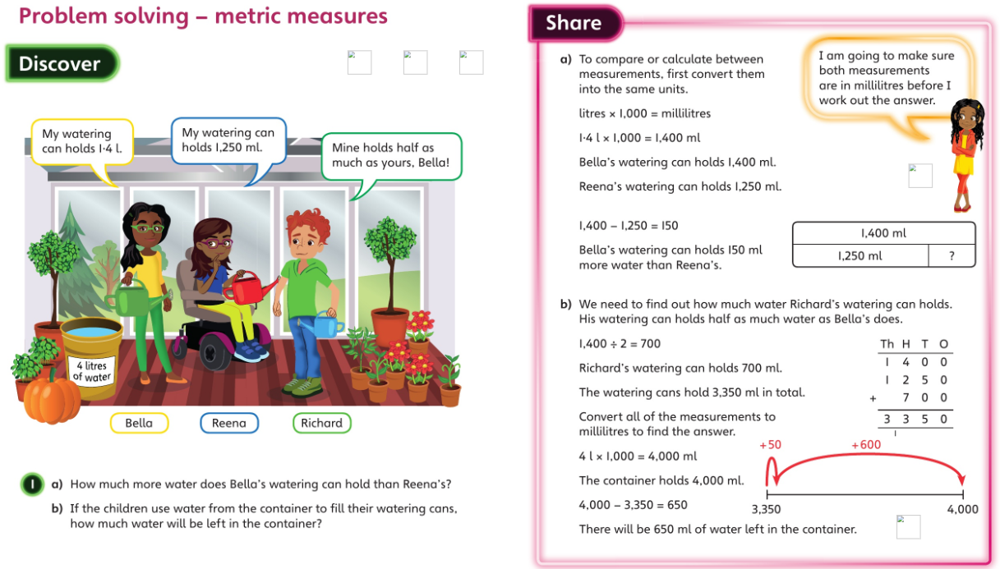 Problem solving – metric measures
Discover
My watering
can holds 1·4 l.
My watering can
holds 1,250 ml.
Mine holds half as
much as yours, Bella!
4 litres
of water
Bella
Reena
Richard
1 a) How much more water does Bella's watering can hold than Reena's?
b) If the children use water from the container to fill their watering cans,
how much water will be left in the container?
Share
a) To compare or calculate between
measurements, first convert them
into the same units.
I am going to make sure
both measurements
are in millilitres before I
work out the answer.
litres × 1,000 = millilitres
1·4 l × 1,000 = 1,400 ml
Bella's watering can holds 1,400 ml.
Reena's watering can holds 1,250 ml.
1,400 – 1,250 = 150
Bella's watering can holds 150 ml
more water than Reena's.
1,400 ml
1,250 ml ?
b) We need to find out how much water Richard's watering can holds.
His watering can holds half as much water as Bella's does.
1,400 ÷ 2 = 700
Richard's watering can holds 700 ml.
The watering cans hold 3,350 ml in total.
Th H T O
1 4 0 0
1 2 5 0
+ 7 0 0
3 3 5 0
1
Convert all of the measurements to
millilitres to find the answer.
4 l × 1,000 = 4,000 ml
The container holds 4,000 ml.
4,000 – 3,350 = 650
There will be 650 ml of water left in the container.
+50 +600
3,350 4,000